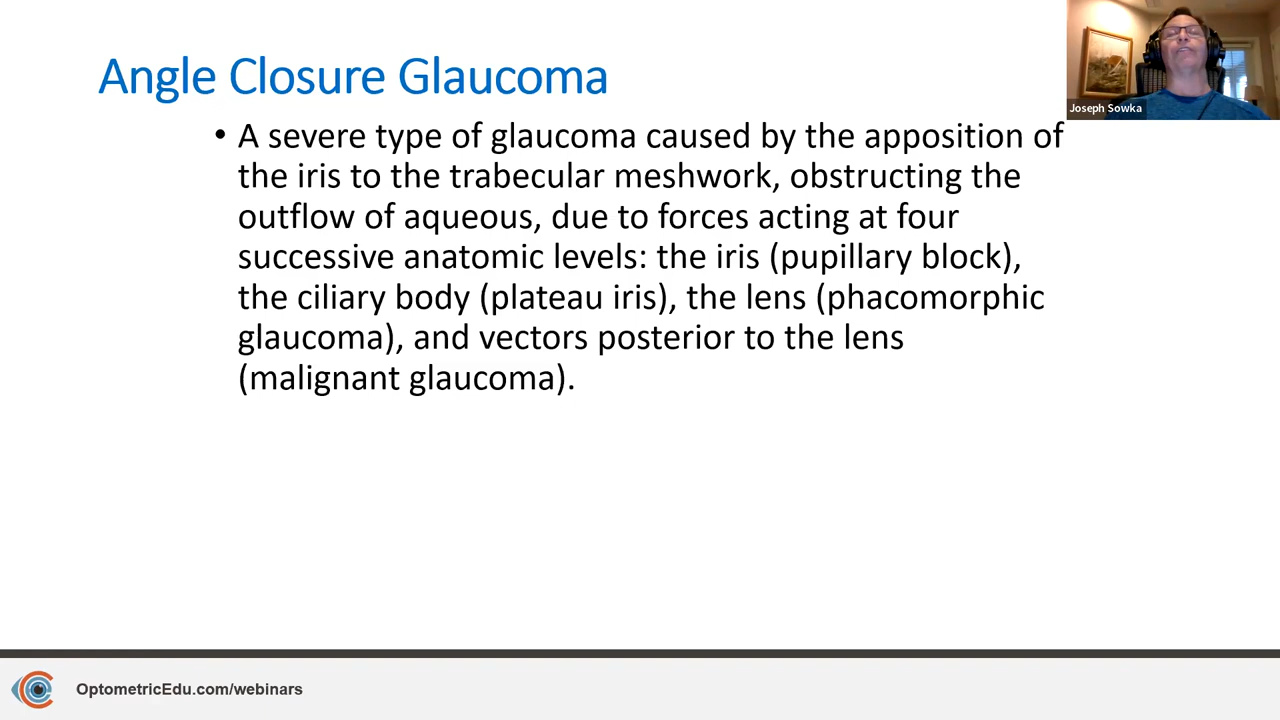 Angle Closure Glaucoma
Joseph Sowka
• A severe type of glaucoma caused by the apposition of
the iris to the trabecular meshwork, obstructing the
outflow of aqueous, due to forces acting at four
successive anatomic levels: the iris (pupillary block),
the ciliary body (plateau iris), the lens (phacomorphic
glaucoma), and vectors posterior to the lens
(malignant glaucoma).
OptometricEdu.com/webinars